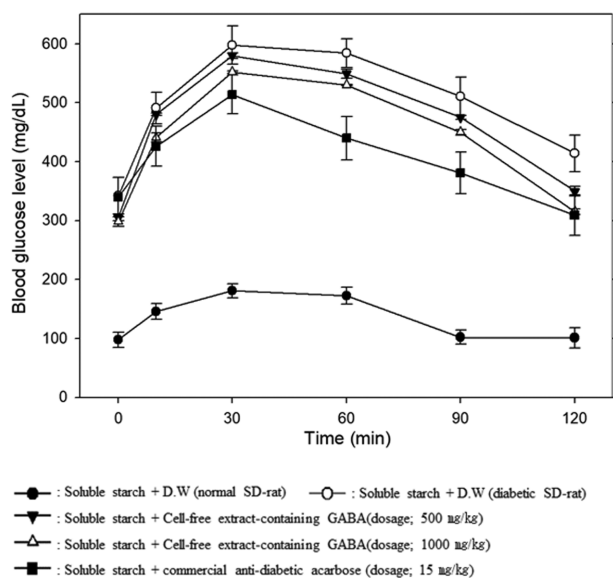 600
500
400
300
200
100
0
Blood glucose level (mg/dL)
0 30 60 90 120
Time (min)
: Soluble starch + D.W (normal SD-rat) : Soluble starch + D.W (diabetic SD-rat)
: Soluble starch + Cell-free extract-containing GABA(dosage; 500 ㎎/kg)
: Soluble starch + Cell-free extract-containing GABA(dosage; 1000 ㎎/kg)
: Soluble starch + commercial anti-diabetic acarbose (dosage; 15 ㎎/kg)